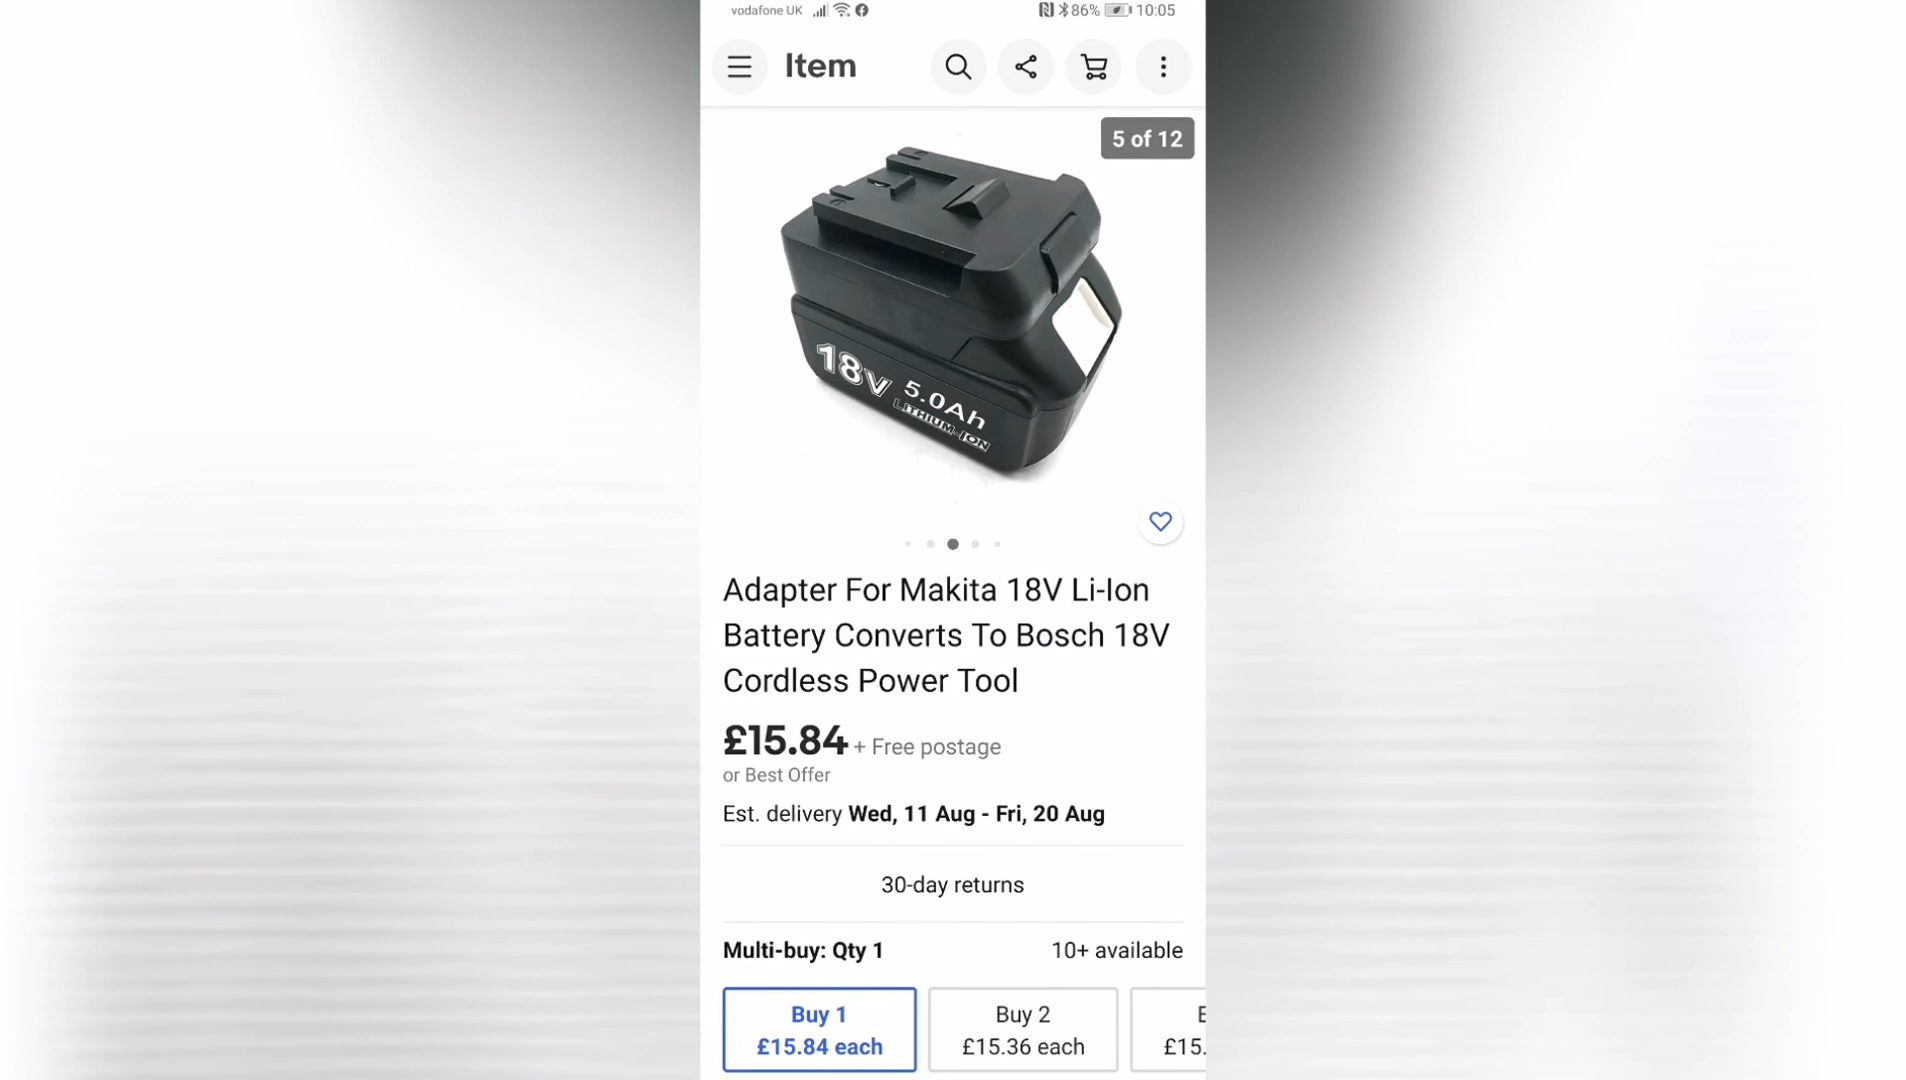 vodafone UK 86% 10:05
Item
5 of 12
18V 5.0Ah
LITHIUM-ION
Adapter For Makita 18V Li-Ion
Battery Converts To Bosch 18V
Cordless Power Tool
£15.84 + Free postage
or Best Offer
Est. delivery Wed, 11 Aug - Fri, 20 Aug
30-day returns
Multi-buy: Qty 1 10+ available
Buy 1 Buy 2
£15.84 each £15.36 each £15.